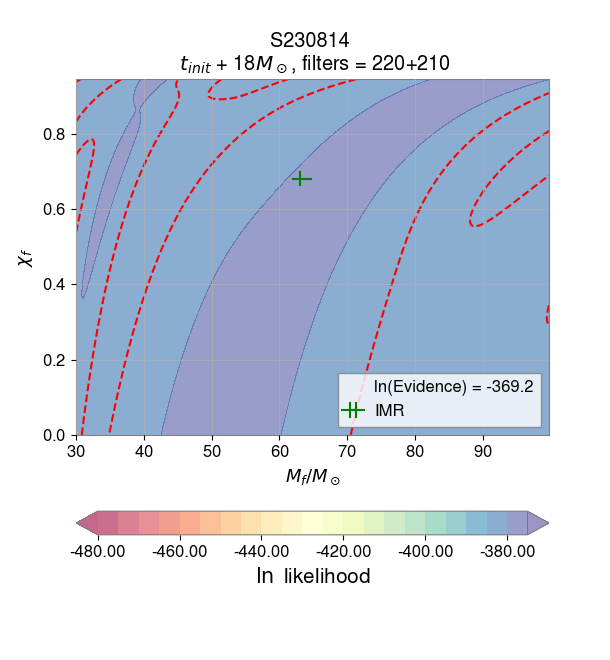 S230814
t_init + 18M_⊙, filters = 220+210
χ_f
0.8
0.6
0.4
0.2
0.0
ln(Evidence) = -369.2
IMR
30 40 50 60 70 80 90
M_f/M_⊙
-480.00 -460.00 -440.00 -420.00 -400.00 -380.00
ln likelihood